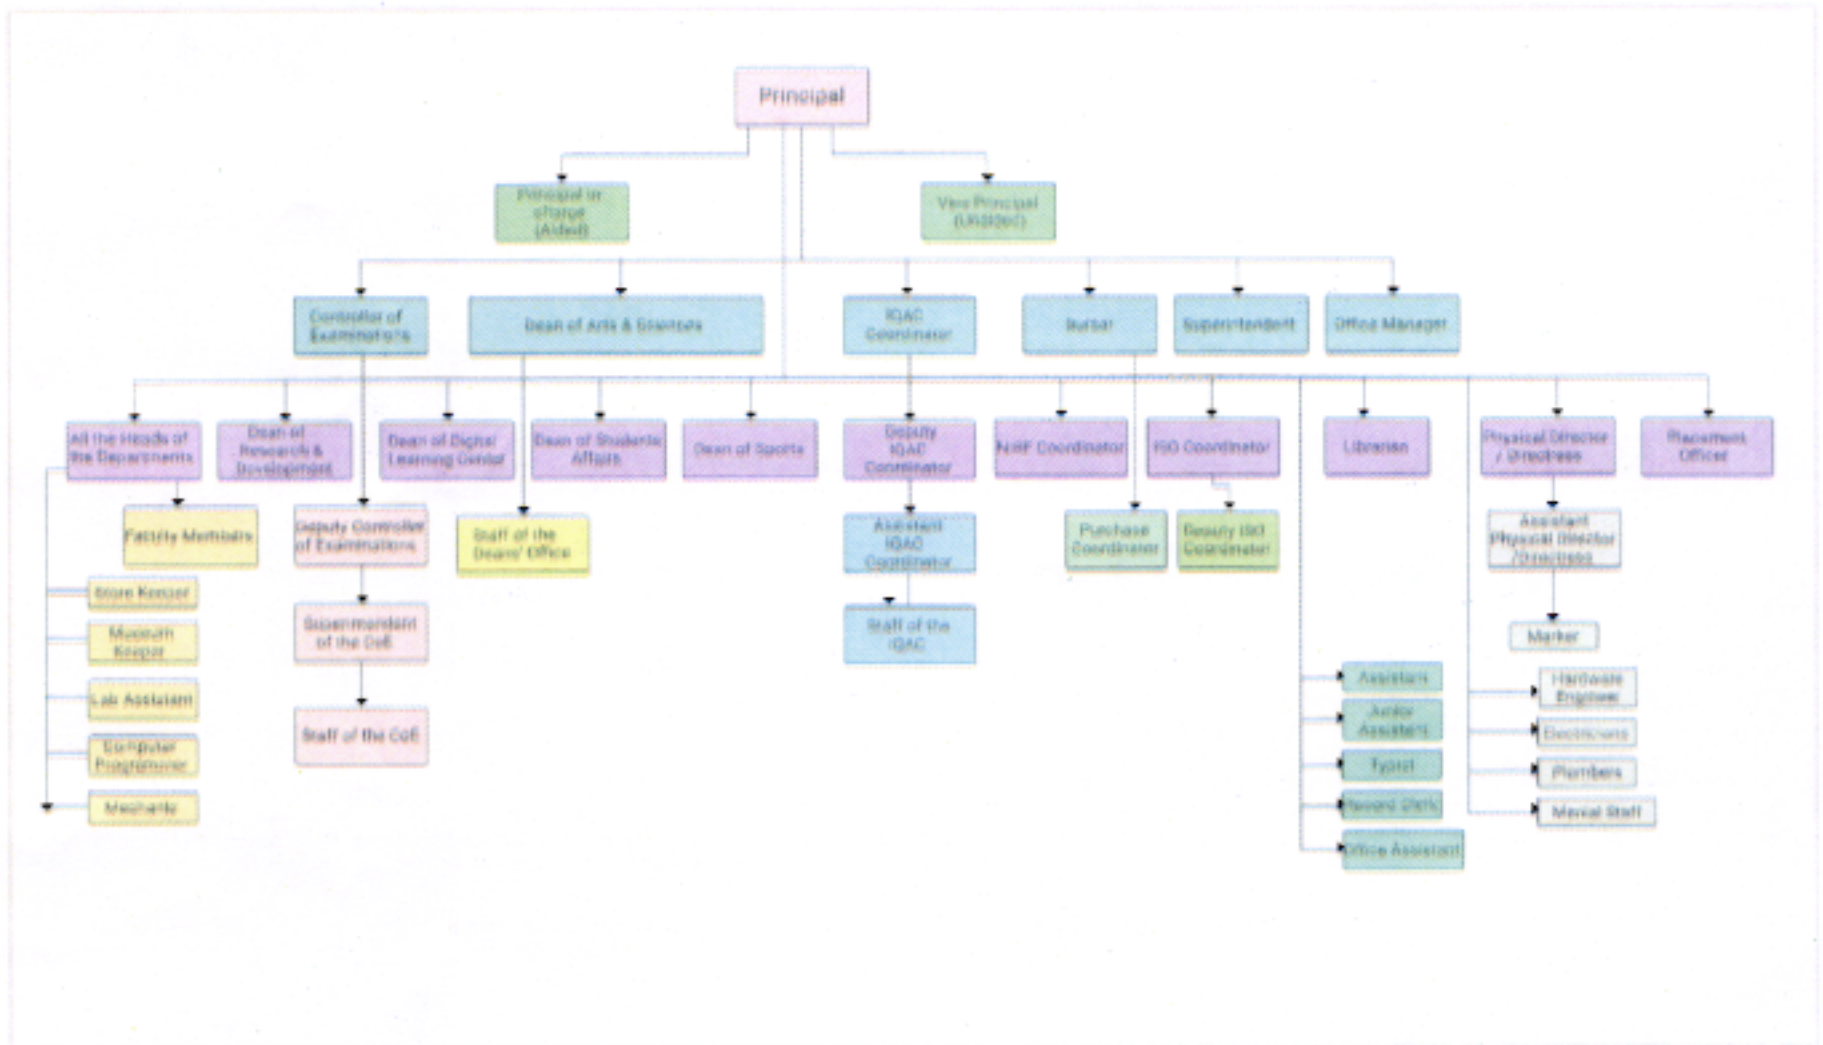 Principal
Principal in
charge
(Aided)
Vice Principal
(Unaided)
Controller of
Examinations
Dean of Arts & Sciences
IQAC
Coordinator
Bursar
Superintendent
Office Manager
All the Heads of
the Departments
Dean of
Research &
Development
Dean of Digital
Learning Center
Dean of Students
Affairs
Dean of Sports
Deputy
IQAC
Coordinator
NIRF Coordinator
ISO Coordinator
Librarian
Physical Director
/ Directress
Placement
Officer
Faculty Members
Deputy Controller
of Examinations
Staff of the
Deans' Office
Assistant
IQAC
Coordinator
Purchase
Coordinator
Deputy ISO
Coordinator
Assistant
Physical Director
/Directress
Store Keeper
Museum
Keeper
Lab Assistant
Computer
Programmer
Mechanic
Superintendent
of the CoE
Staff of the CoE
Staff of the
IQAC
Marker
Assistant
Junior
Assistant
Typist
Record Clerk
Office Assistant
Hardware
Engineer
Electricians
Plumbers
Menial Staff